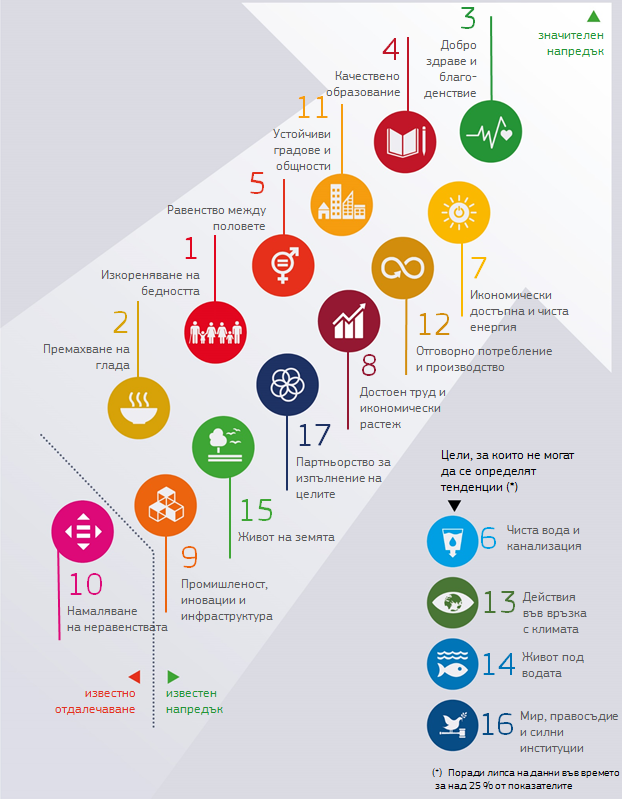 3
Добро
здраве и
благо-
денствие
значителен
напредък
4
Качествено
образование
11
Устойчиви
градове и
общности
5
Равенство между
половете
7
Икономически
достъпна и чиста
енергия
1
Изкореняване на
бедността
12
Отговорно потребление
и производство
2
Премахване на
глада
8
Достоен труд и
икономически
растеж
17
Партньорство за
изпълнение на
целите
15
Живот на земята
9
Промишленост,
иновации и
инфраструктура
10
Намаляване
на неравенствата
известно
отдалечаване
известен
напредък
Цели, за които не могат
да се определят
тенденции (*)
6
Чиста вода и
канализация
13
Действия
във връзка
с климата
14
Живот под
водата
16
Мир, правосъдие
и силни
институции
(*) Поради липса на данни във времето
за над 25 % от показателите